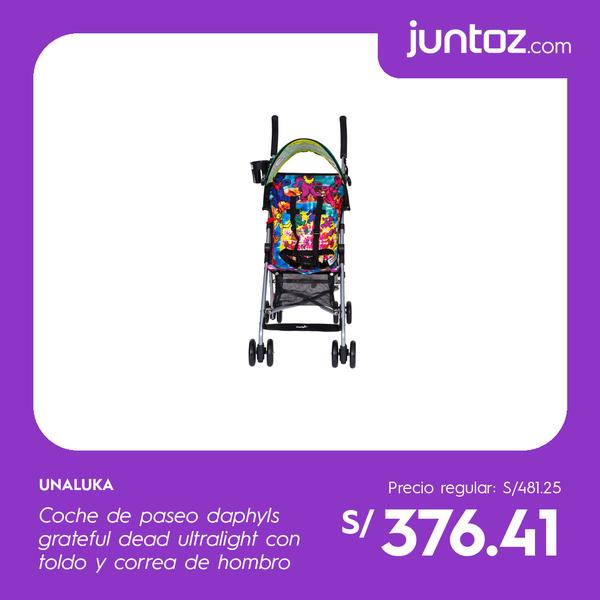 juntoz.com
UNALUKA
Coche de paseo daphyls
grateful dead ultralight con
toldo y correa de hombro
Precio regular: S/481.25
S/376.41